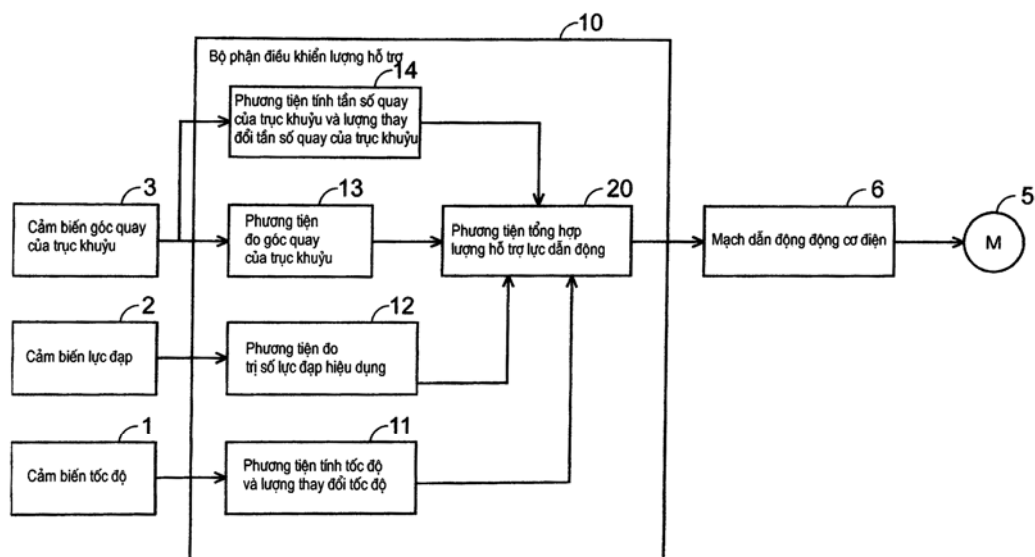 10
Bộ phận điều khiển lượng hỗ trợ
14
Phương tiện tính tần số quay
của trục khuỷu và lượng thay
đổi tần số quay của trục khuỷu
3
Cảm biến góc quay
của trục khuỷu
13
Phương tiện
đo góc quay
của trục khuỷu
20
Phương tiện tổng hợp
lượng hỗ trợ lực dẫn động
6
Mạch dẫn động động cơ điện
5
M
2
Cảm biến lực đạp
12
Phương tiện đo
trị số lực đạp hiệu dụng
1
Cảm biến tốc độ
11
Phương tiện tính tốc độ
và lượng thay đổi tốc độ